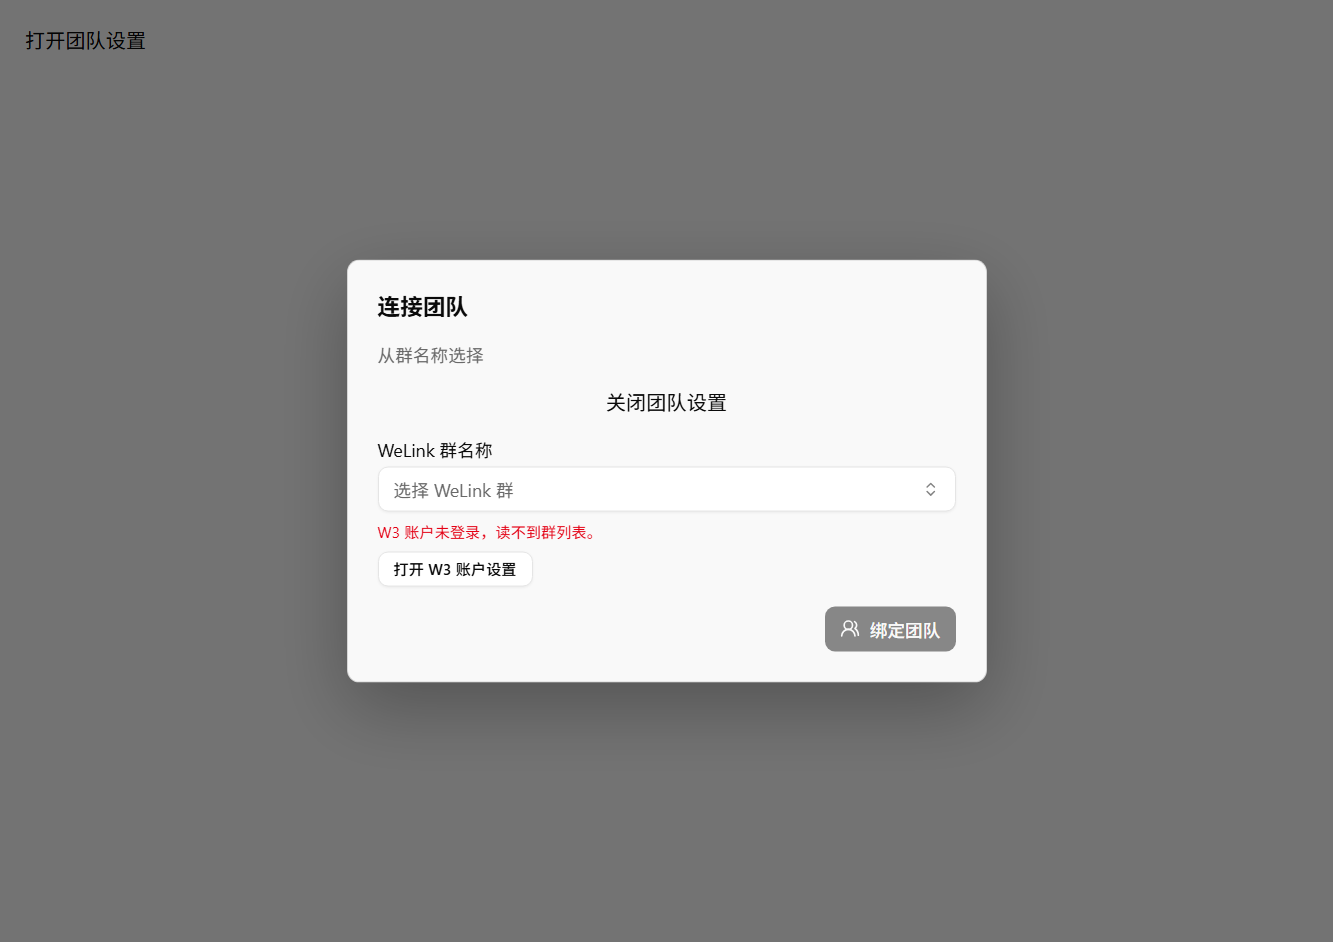 打开团队设置
连接团队
从群名称选择
关闭团队设置
WeLink 群名称
选择 WeLink 群
W3 账户未登录，读不到群列表。
打开 W3 账户设置
绑定团队